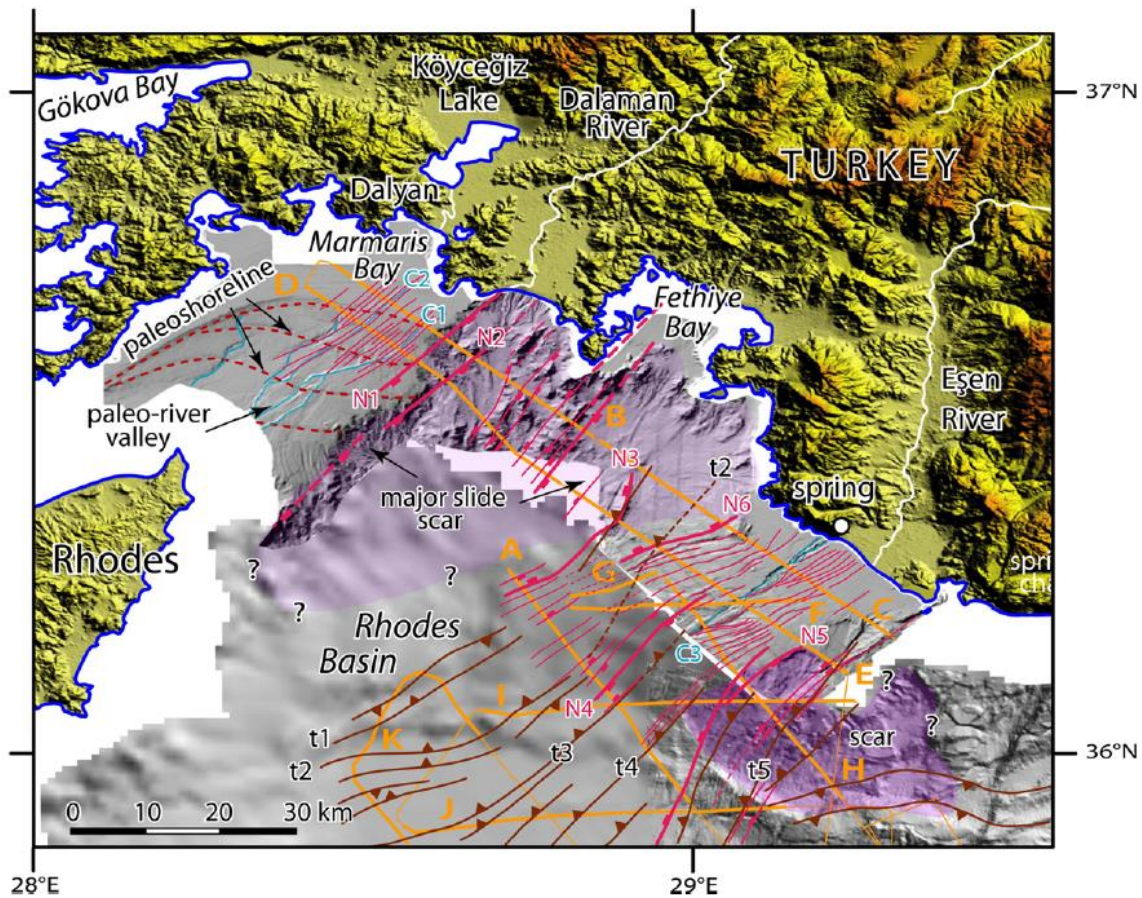 37°N
Gökova Bay
Köyceğiz
Lake
Dalaman
River
TURKEY
Dalyan
Marmaris
Bay
C2
C1
D
paleoshoreline
N2
Fethiye
Bay
N1
Eşen
River
paleo-river
valley
B
N3
t2
major slide
scar
spring
N6
Rhodes
A
G
spri
cha
?
?
?
F
C
Rhodes
Basin
C3
N5
E
?
I
N4
?
scar
K
t1
t2
t3
t4
t5
H
36°N
J
0 10 20 30 km
28°E
29°E